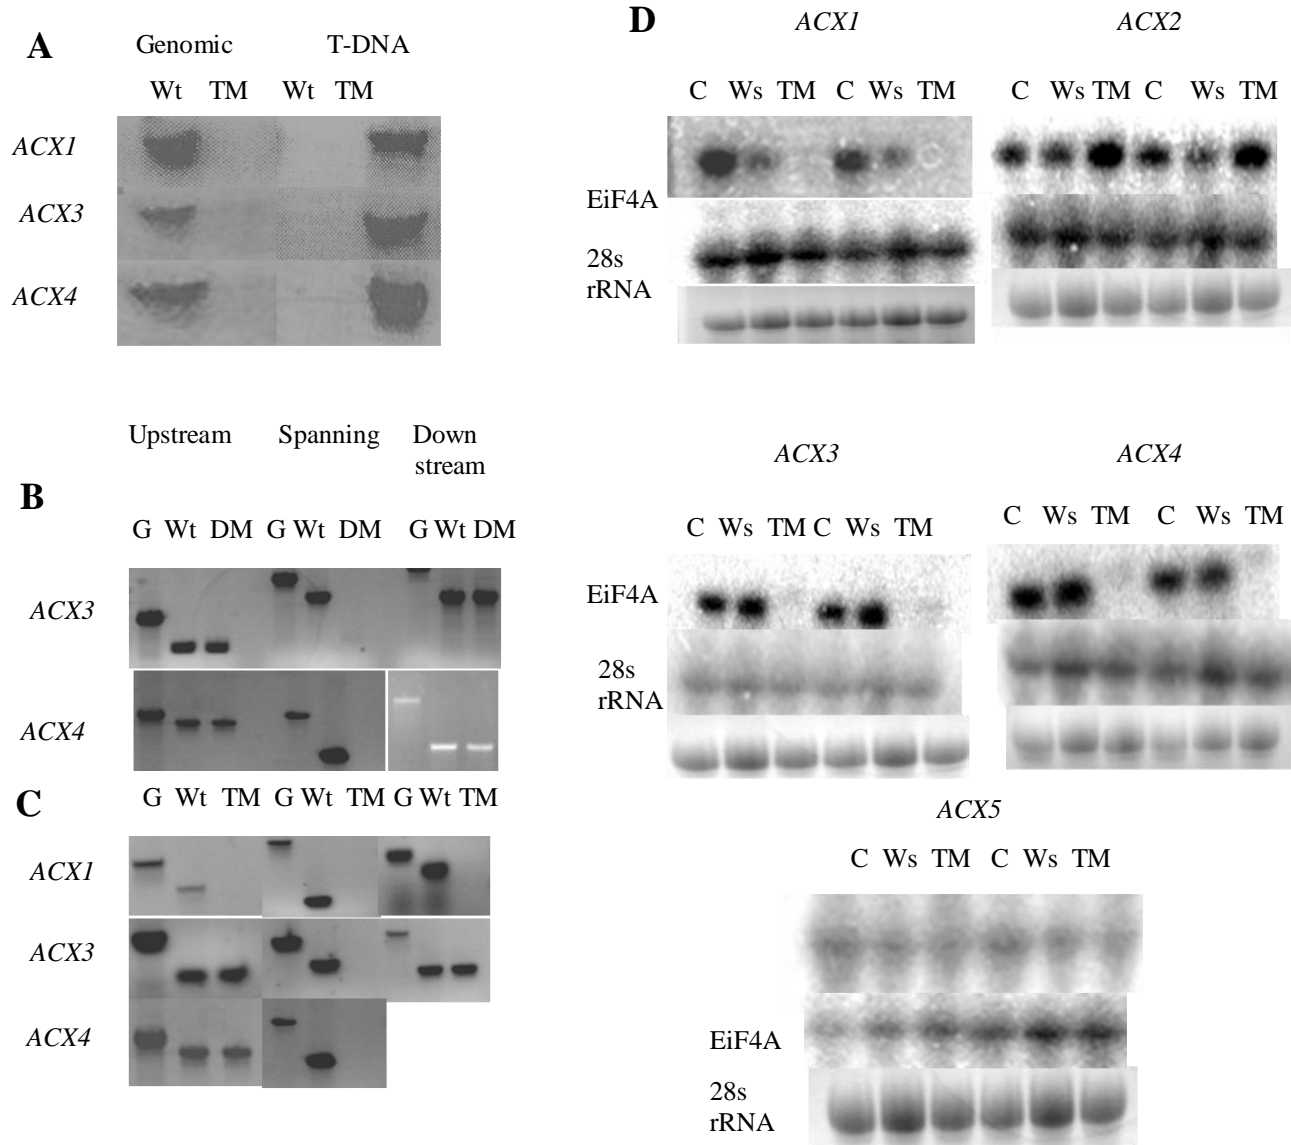 A
Genomic T-DNA
Wt TM Wt TM
ACX1
ACX3
ACX4
Upstream Spanning Down
stream
B
G Wt DM G Wt DM G Wt DM
ACX3
ACX4
C
G Wt TM G Wt TM G Wt TM
ACX1
ACX3
ACX4
D
ACX1 ACX2
C Ws TM C Ws TM C Ws TM C Ws TM
EiF4A
28s
rRNA
ACX3 ACX4
C Ws TM C Ws TM C Ws TM C Ws TM
EiF4A
28s
rRNA
ACX5
C Ws TM C Ws TM
EiF4A
28s
rRNA